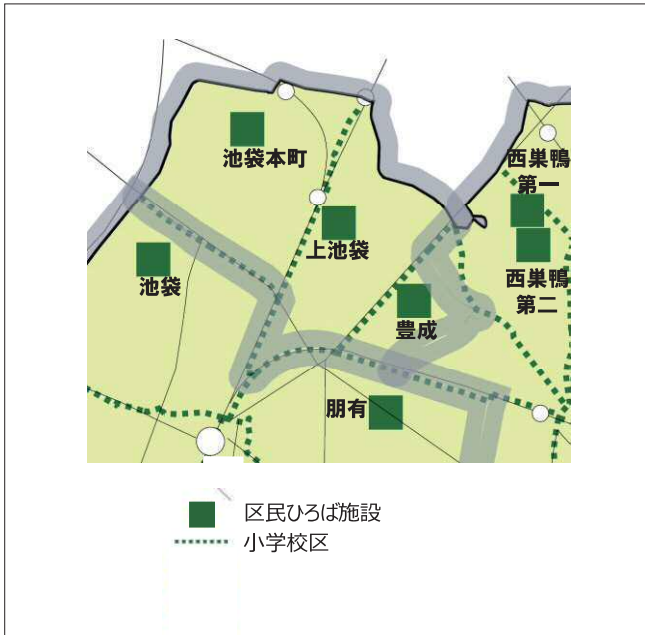 池袋本町
西巣鴨
第一
上池袋
池袋
西巣鴨
第二
豊成
朋有
区民ひろば施設
小学校区